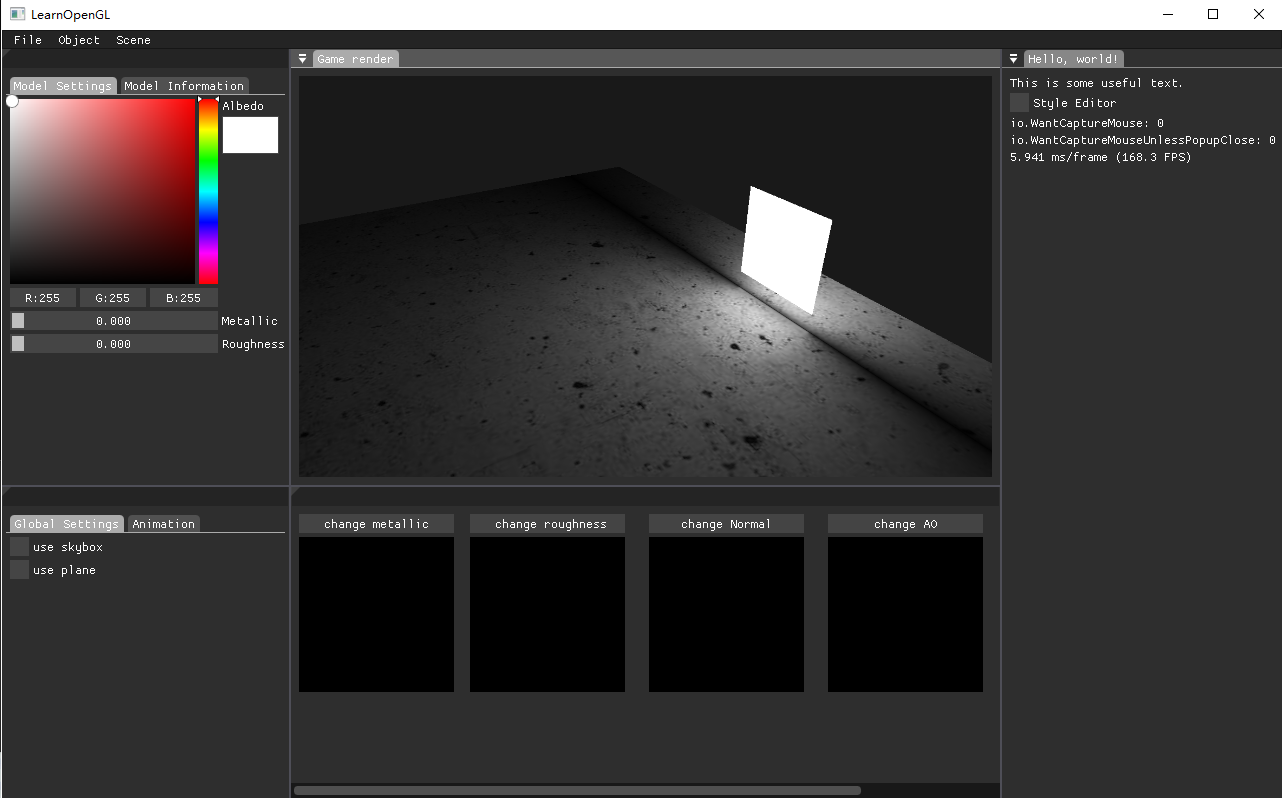 LearnOpenGL
File Object Scene
Model Settings Model Information
Albedo
R:255 G:255 B:255
0.000 Metallic
0.000 Roughness
Game render
Hello, world!
This is some useful text.
Style Editor
io.WantCaptureMouse: 0
io.WantCaptureMouseUnlessPopupClose: 0
5.941 ms/frame (168.3 FPS)
Global Settings Animation
use skybox
use plane
change metallic change roughness change Normal change AO